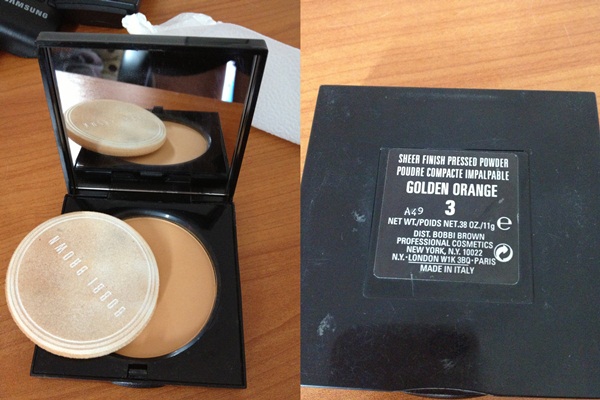 SAMSUNG
BOBBI BROWN
SHEER FINISH PRESSED POWDER
POUDRE COMPACTE IMPALPABLE
GOLDEN ORANGE
3
A49
NET WT./POIDS NET.38 OZ./11g e
DIST. BOBBI BROWN
PROFESSIONAL COSMETICS
NEW YORK, N.Y. 10022
N.Y.·LONDON W1K 3BQ·PARIS
MADE IN ITALY